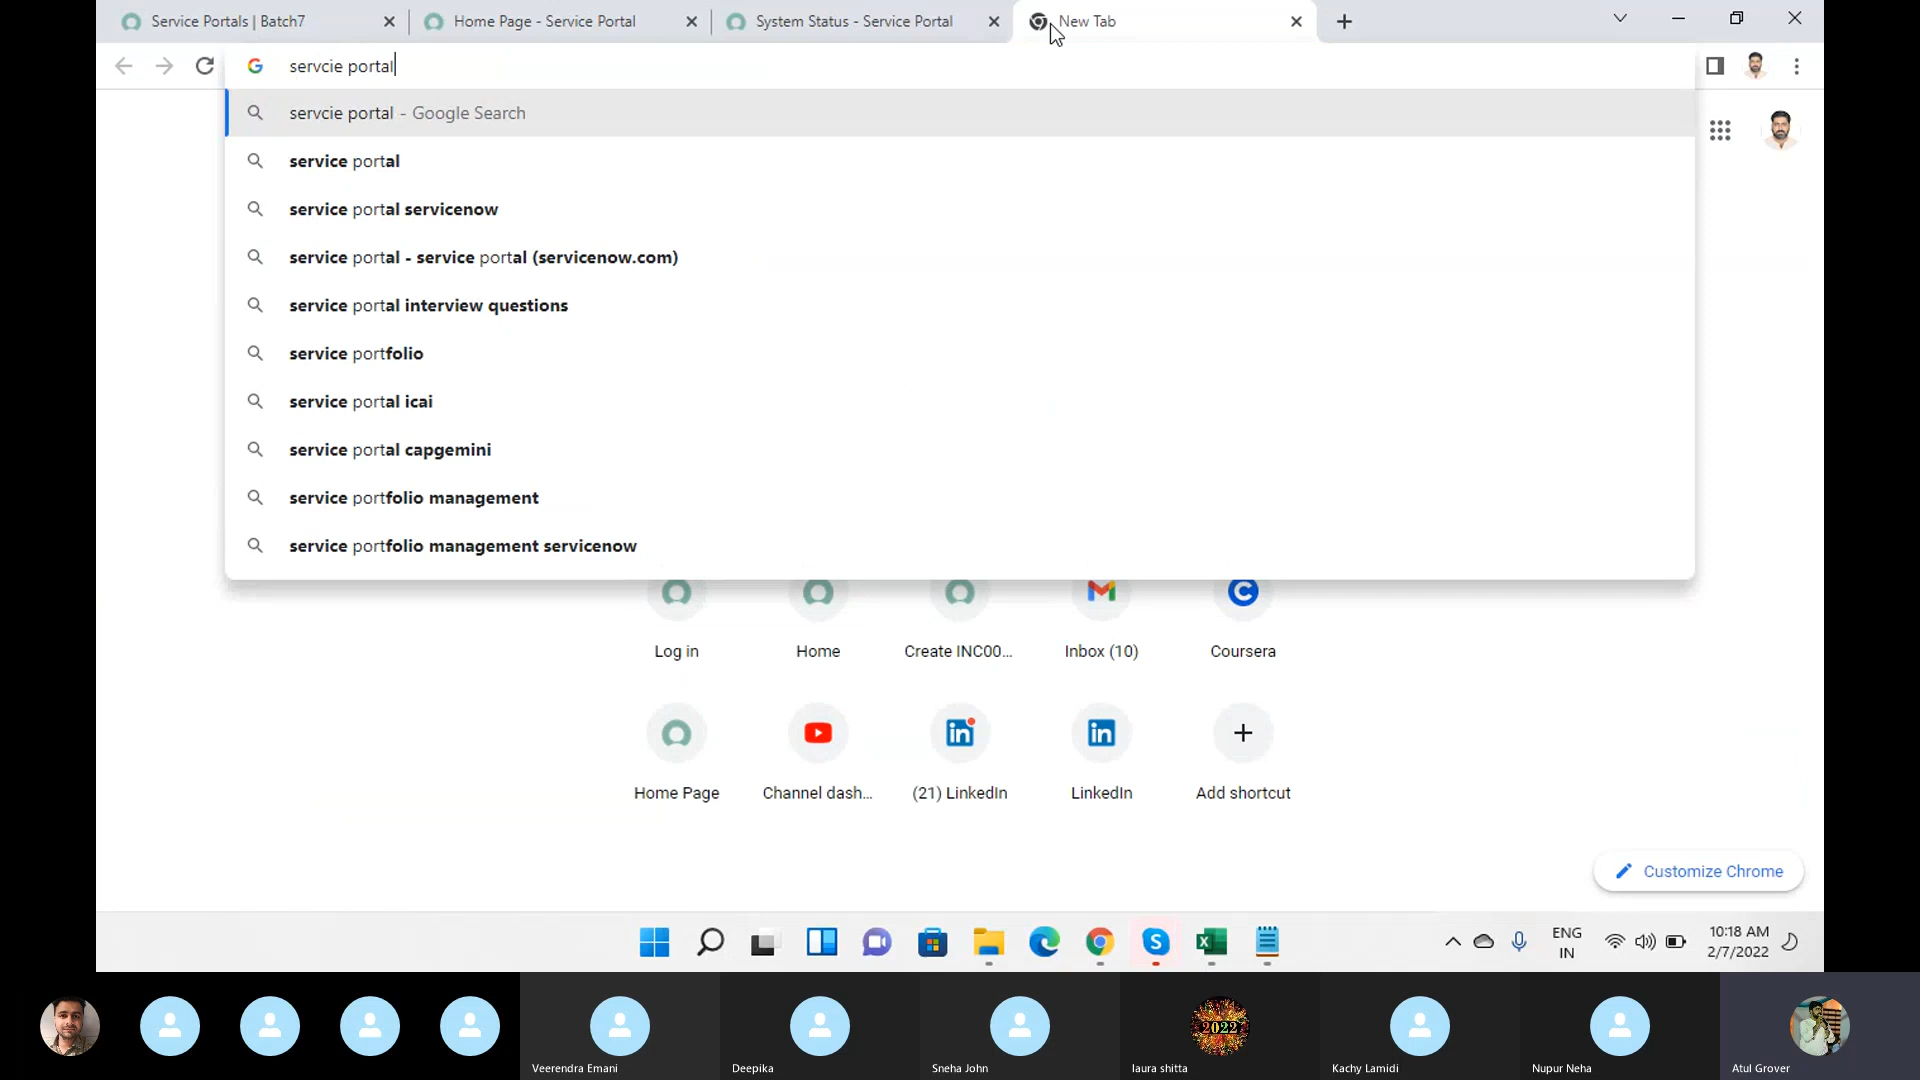 Service Portals | Batch7
Home Page - Service Portal
System Status - Service Portal
New Tab
servcie portal
servcie portal - Google Search
service portal
service portal servicenow
service portal - service portal (servicenow.com)
service portal interview questions
service portfolio
service portal icai
service portal capgemini
service portfolio management
service portfolio management servicenow
Log in
Home
Create INC00...
Inbox (10)
Coursera
Home Page
Channel dash...
(21) LinkedIn
LinkedIn
Add shortcut
Customize Chrome
ENG
IN
10:18 AM
2/7/2022
2022
Veerendra Emani
Deepika
Sneha John
laura shitta
Kachy Lamidi
Nupur Neha
Atul Grover